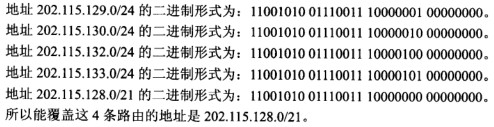 地址 202.115.129.0/24 的二进制形式为：11001010 01110011 10000001 00000000。
地址 202.115.130.0/24 的二进制形式为：11001010 01110011 10000010 00000000。
地址 202.115.132.0/24 的二进制形式为：11001010 01110011 10000100 00000000。
地址 202.115.133.0/24 的二进制形式为：11001010 01110011 10000101 00000000。
地址 202.115.128.0/21 的二进制形式为：11001010 01110011 10000000 00000000。
所以能覆盖这 4 条路由的地址是 202.115.128.0/21。